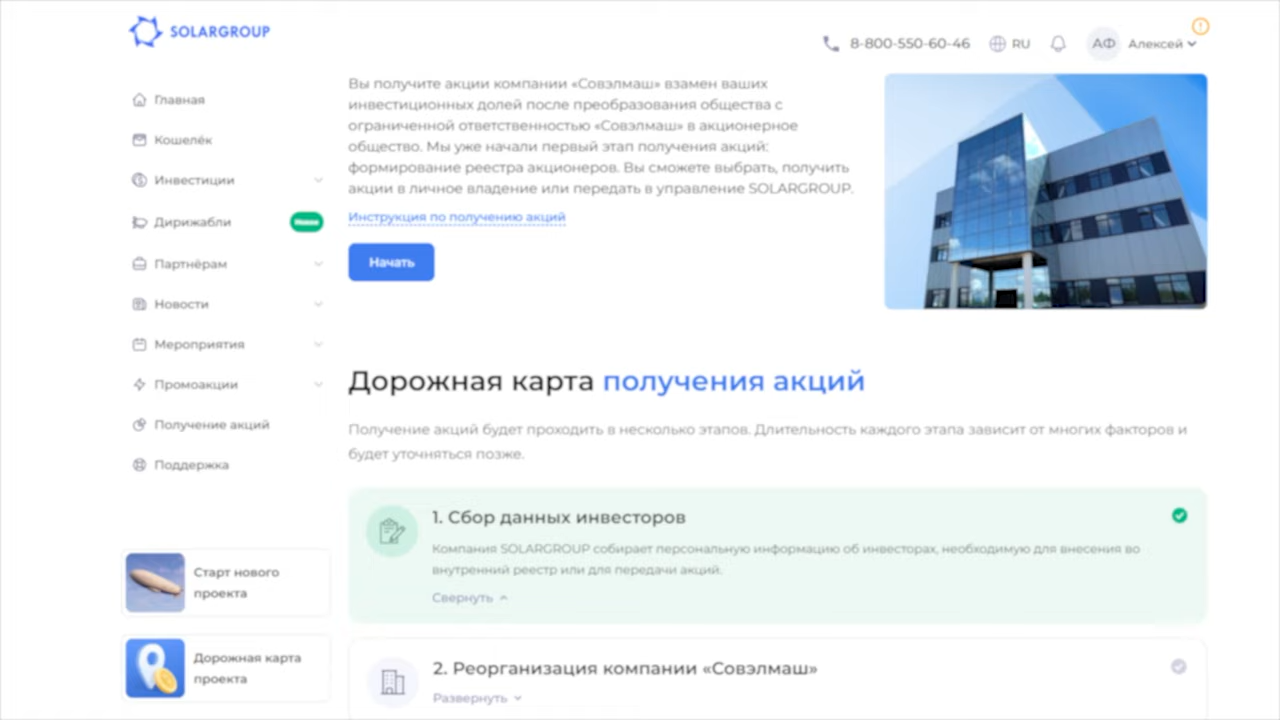 SOLARGROUP
8-800-550-60-46
RU
АФ
Алексей
Главная
Кошелёк
Инвестиции
Дирижабли
Новое
Партнёрам
Новости
Мероприятия
Промоакции
Получение акций
Поддержка
Старт нового
проекта
Дорожная карта
проекта
Вы получите акции компании «Совэлмаш» взамен ваших
инвестиционных долей после преобразования общества с
ограниченной ответственностью «Совэлмаш» в акционерное
общество. Мы уже начали первый этап получения акций:
формирование реестра акционеров. Вы сможете выбрать, получить
акции в личное владение или передать в управление SOLARGROUP.
Инструкция по получению акций
Начать
Дорожная карта получения акций
Получение акций будет проходить в несколько этапов. Длительность каждого этапа зависит от многих факторов и
будет уточняться позже.
1. Сбор данных инвесторов
Компания SOLARGROUP собирает персональную информацию об инвесторах, необходимую для внесения во
внутренний реестр или для передачи акций.
Свернуть
2. Реорганизация компании «Совэлмаш»
Развернуть